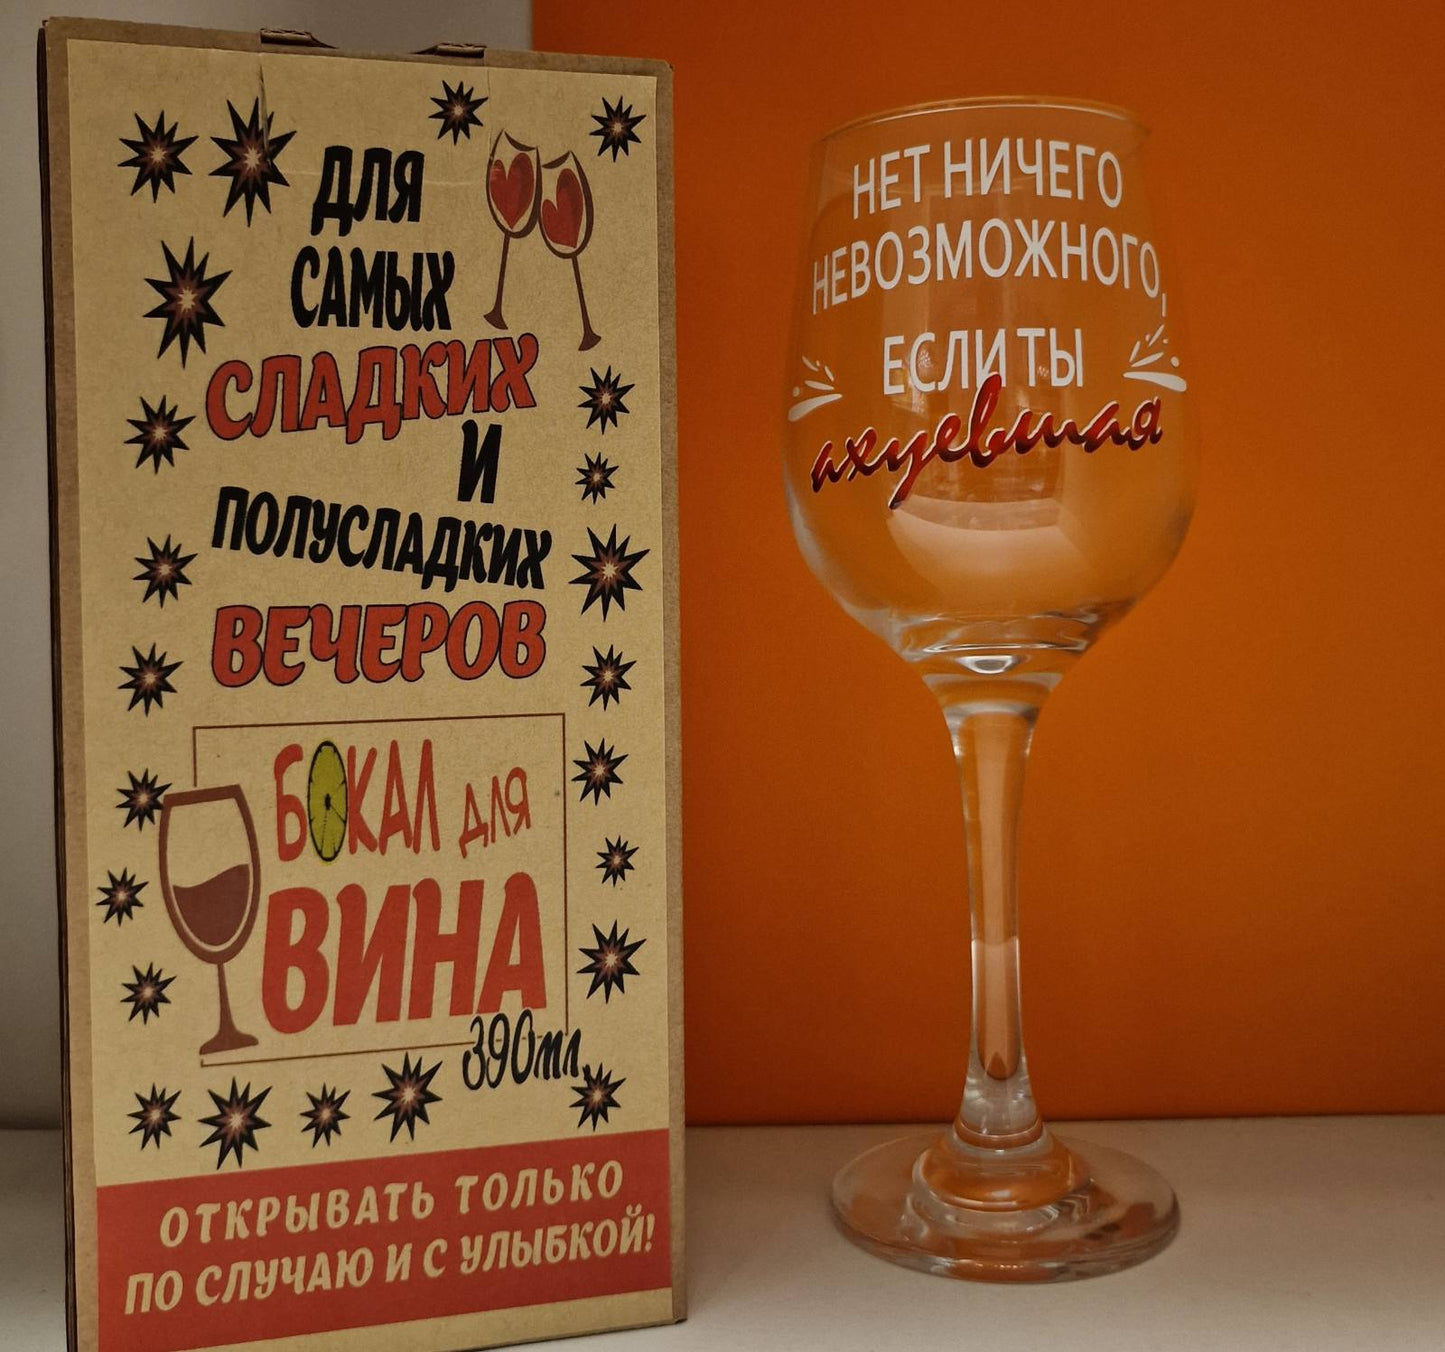 ДЛЯ
САМЫХ
СЛАДКИХ
И
ПОЛУСЛАДКИХ
ВЕЧЕРОВ
БОКАЛ ДЛЯ
ВИНА
390мл.
ОТКРЫВАТЬ ТОЛЬКО
ПО СЛУЧАЮ И С УЛЫБКОЙ!
НЕТ НИЧЕГО
НЕВОЗМОЖНОГО,
ЕСЛИ ТЫ
ахуевшая